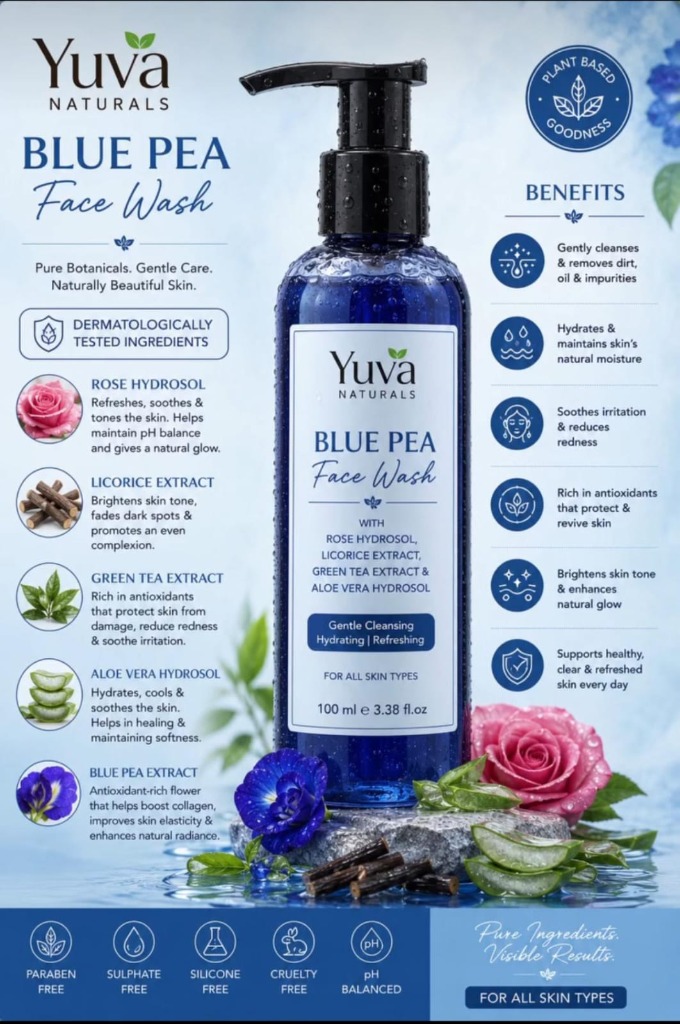 Yuva
NATURALS
BLUE PEA
Face Wash
Pure Botanicals. Gentle Care.
Naturally Beautiful Skin.
DERMATOLOGICALLY
TESTED INGREDIENTS
ROSE HYDROSOL
Refreshes, soothes &
tones the skin. Helps
maintain pH balance
and gives a natural glow.
LICORICE EXTRACT
Brightens skin tone,
fades dark spots &
promotes an even
complexion.
GREEN TEA EXTRACT
Rich in antioxidants
that protect skin from
damage, reduce redness
& soothe irritation.
ALOE VERA HYDROSOL
Hydrates, cools &
soothes the skin.
Helps in healing &
maintaining softness.
BLUE PEA EXTRACT
Antioxidant-rich flower
that helps boost collagen,
improves skin elasticity &
enhances natural radiance.
Yuva
NATURALS
BLUE PEA
Face Wash
WITH
ROSE HYDROSOL,
LICORICE EXTRACT,
GREEN TEA EXTRACT &
ALOE VERA HYDROSOL
Gentle Cleansing
Hydrating | Refreshing
FOR ALL SKIN TYPES
100 ml e 3.38 fl.oz
PLANT BASED
GOODNESS
BENEFITS
Gently cleanses
& removes dirt,
oil & impurities
Hydrates &
maintains skin's
natural moisture
Soothes irritation
& reduces
redness
Rich in antioxidants
that protect &
revive skin
Brightens skin tone
& enhances
natural glow
Supports healthy,
clear & refreshed
skin every day
PARABEN
FREE
SULPHATE
FREE
SILICONE
FREE
CRUELTY
FREE
pH
pH
BALANCED
Pure Ingredients.
Visible Results.
FOR ALL SKIN TYPES